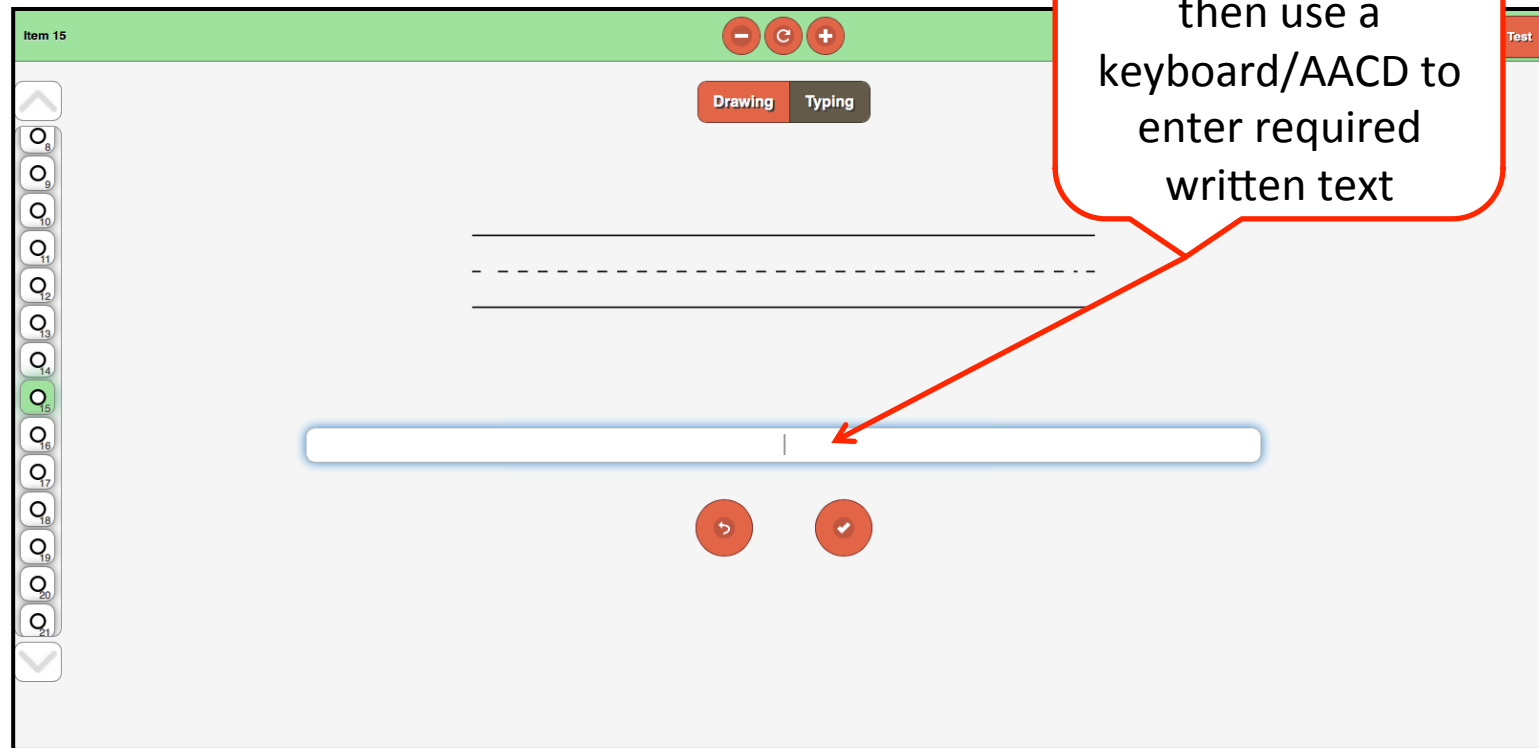 then use a
Item 15
Test
keyboard/AACD to
Drawing Typing
enter required
written text
8
9
10
11
12
13
14
15
16
17
18
19
20
21